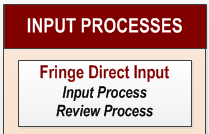 INPUT PROCESSES
Fringe Direct Input
Input Process
Review Process